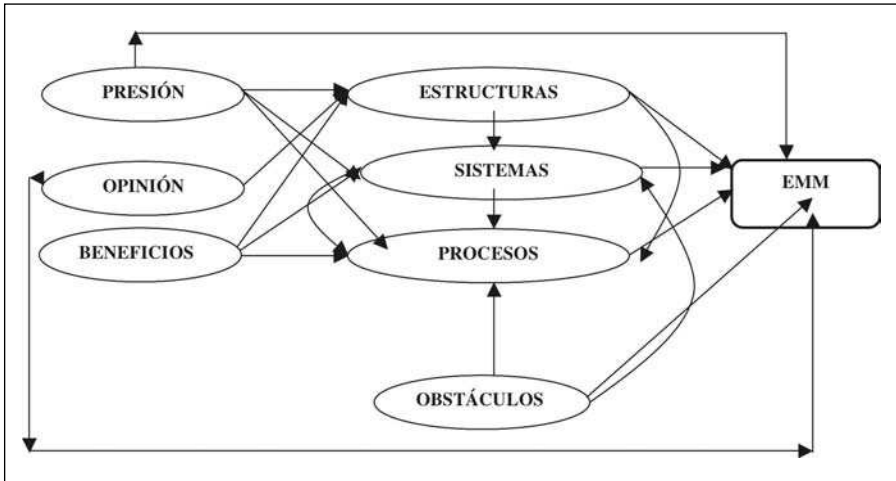 PRESIÓN
ESTRUCTURAS
OPINIÓN
SISTEMAS
EMM
BENEFICIOS
PROCESOS
OBSTÁCULOS